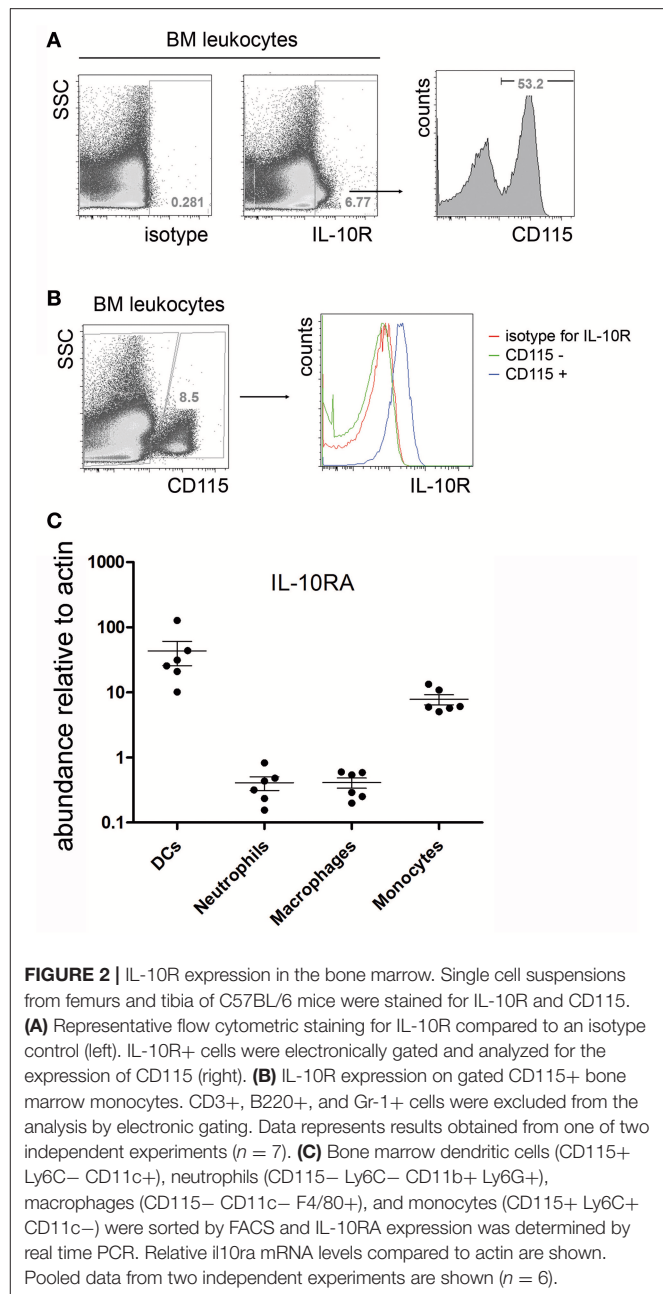 A
BM leukocytes
SSC
0.281
isotype
6.77
IL-10R
counts
53.2
CD115
B
BM leukocytes
SSC
8.5
CD115
counts
IL-10R
isotype for IL-10R
CD115 -
CD115 +
C
IL-10RA
abundance relative to actin
1000
100
10
1
0.1
DCs
Neutrophils
Macrophages
Monocytes
FIGURE 2 | IL-10R expression in the bone marrow. Single cell suspensions
from femurs and tibia of C57BL/6 mice were stained for IL-10R and CD115.
(A) Representative flow cytometric staining for IL-10R compared to an isotype
control (left). IL-10R+ cells were electronically gated and analyzed for the
expression of CD115 (right). (B) IL-10R expression on gated CD115+ bone
marrow monocytes. CD3+, B220+, and Gr-1+ cells were excluded from the
analysis by electronic gating. Data represents results obtained from one of two
independent experiments (n = 7). (C) Bone marrow dendritic cells (CD115+
Ly6C− CD11c+), neutrophils (CD115− Ly6C− CD11b+ Ly6G+),
macrophages (CD115− CD11c− F4/80+), and monocytes (CD115+ Ly6C+
CD11c−) were sorted by FACS and IL-10RA expression was determined by
real time PCR. Relative il10ra mRNA levels compared to actin are shown.
Pooled data from two independent experiments are shown (n = 6).